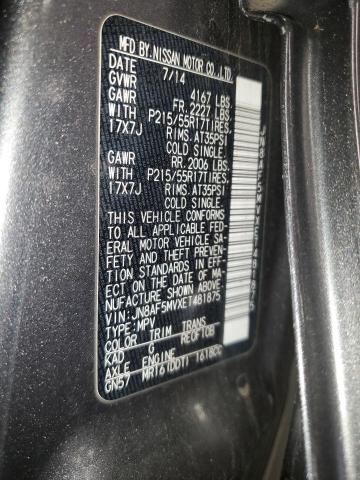 MFD BY.NISSAN MOTOR CO.,LTD.
DATE 7/14
GVWR 4167 LBS.
GAWR FR. 2227 LBS.
WITH P215/55R17TIRES,
17X7J RIMS.AT35PSI
COLD SINGLE.
GAWR RR. 2006 LBS.
WITH P215/55R17TIRES,
17X7J RIMS.AT35PSI
COLD SINGLE.
THIS VEHICLE CONFORMS
TO ALL APPLICABLE FED-
ERAL MOTOR VEHICLE SA-
FETY AND THEFT PREVEN-
TION STANDARDS IN EFF-
ECT ON THE DATE OF MA-
NUFACTURE SHOWN ABOVE.
VIN:JN8AF5MVXET481875
TYPE: MPV
COLOR TRIM TRANS
KAD G RE0F10B
AXLE ENGINE
GN57 MR16(DDT) 1618CC